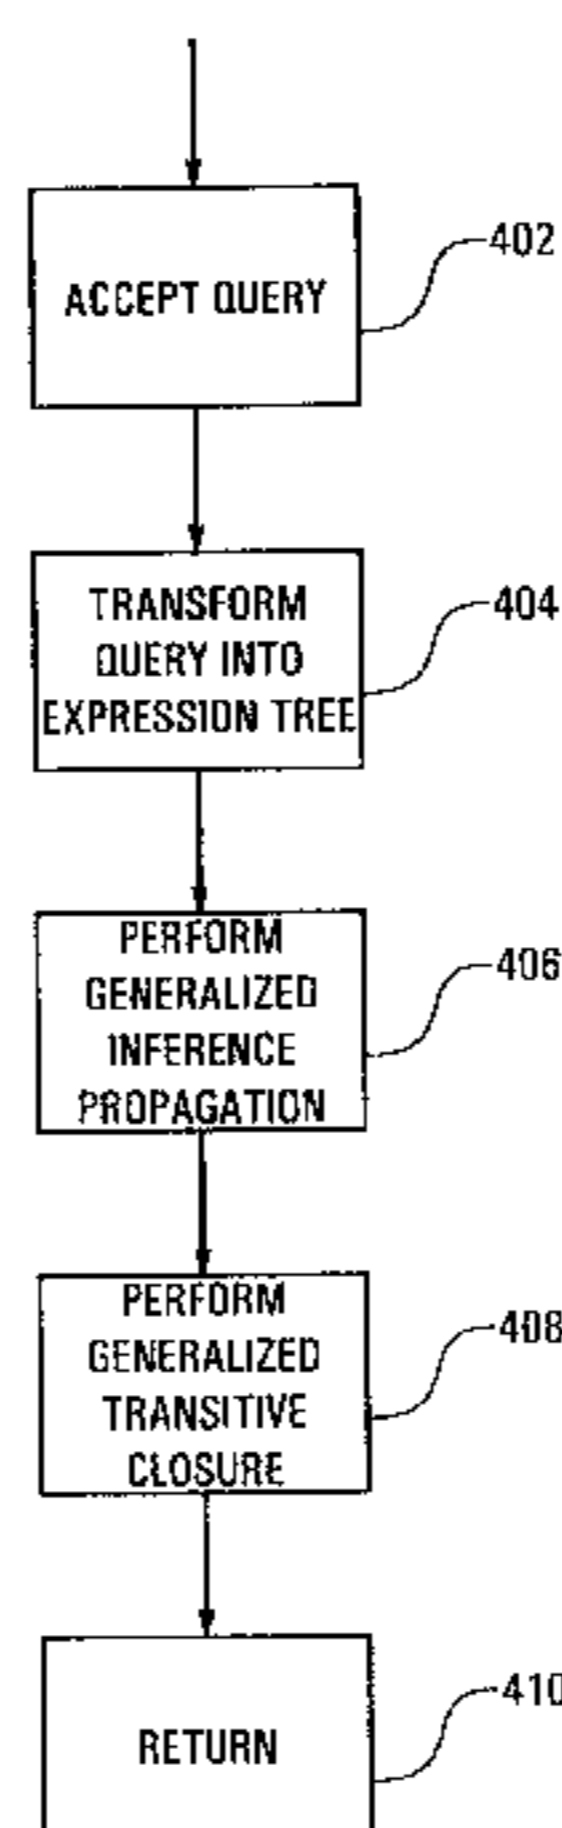 402
ACCEPT QUERY
404
TRANSFORM
QUERY INTO
EXPRESSION TREE
406
PERFORM
GENERALIZED
INFERENCE
PROPAGATION
408
PERFORM
GENERALIZED
TRANSITIVE
CLOSURE
410
RETURN